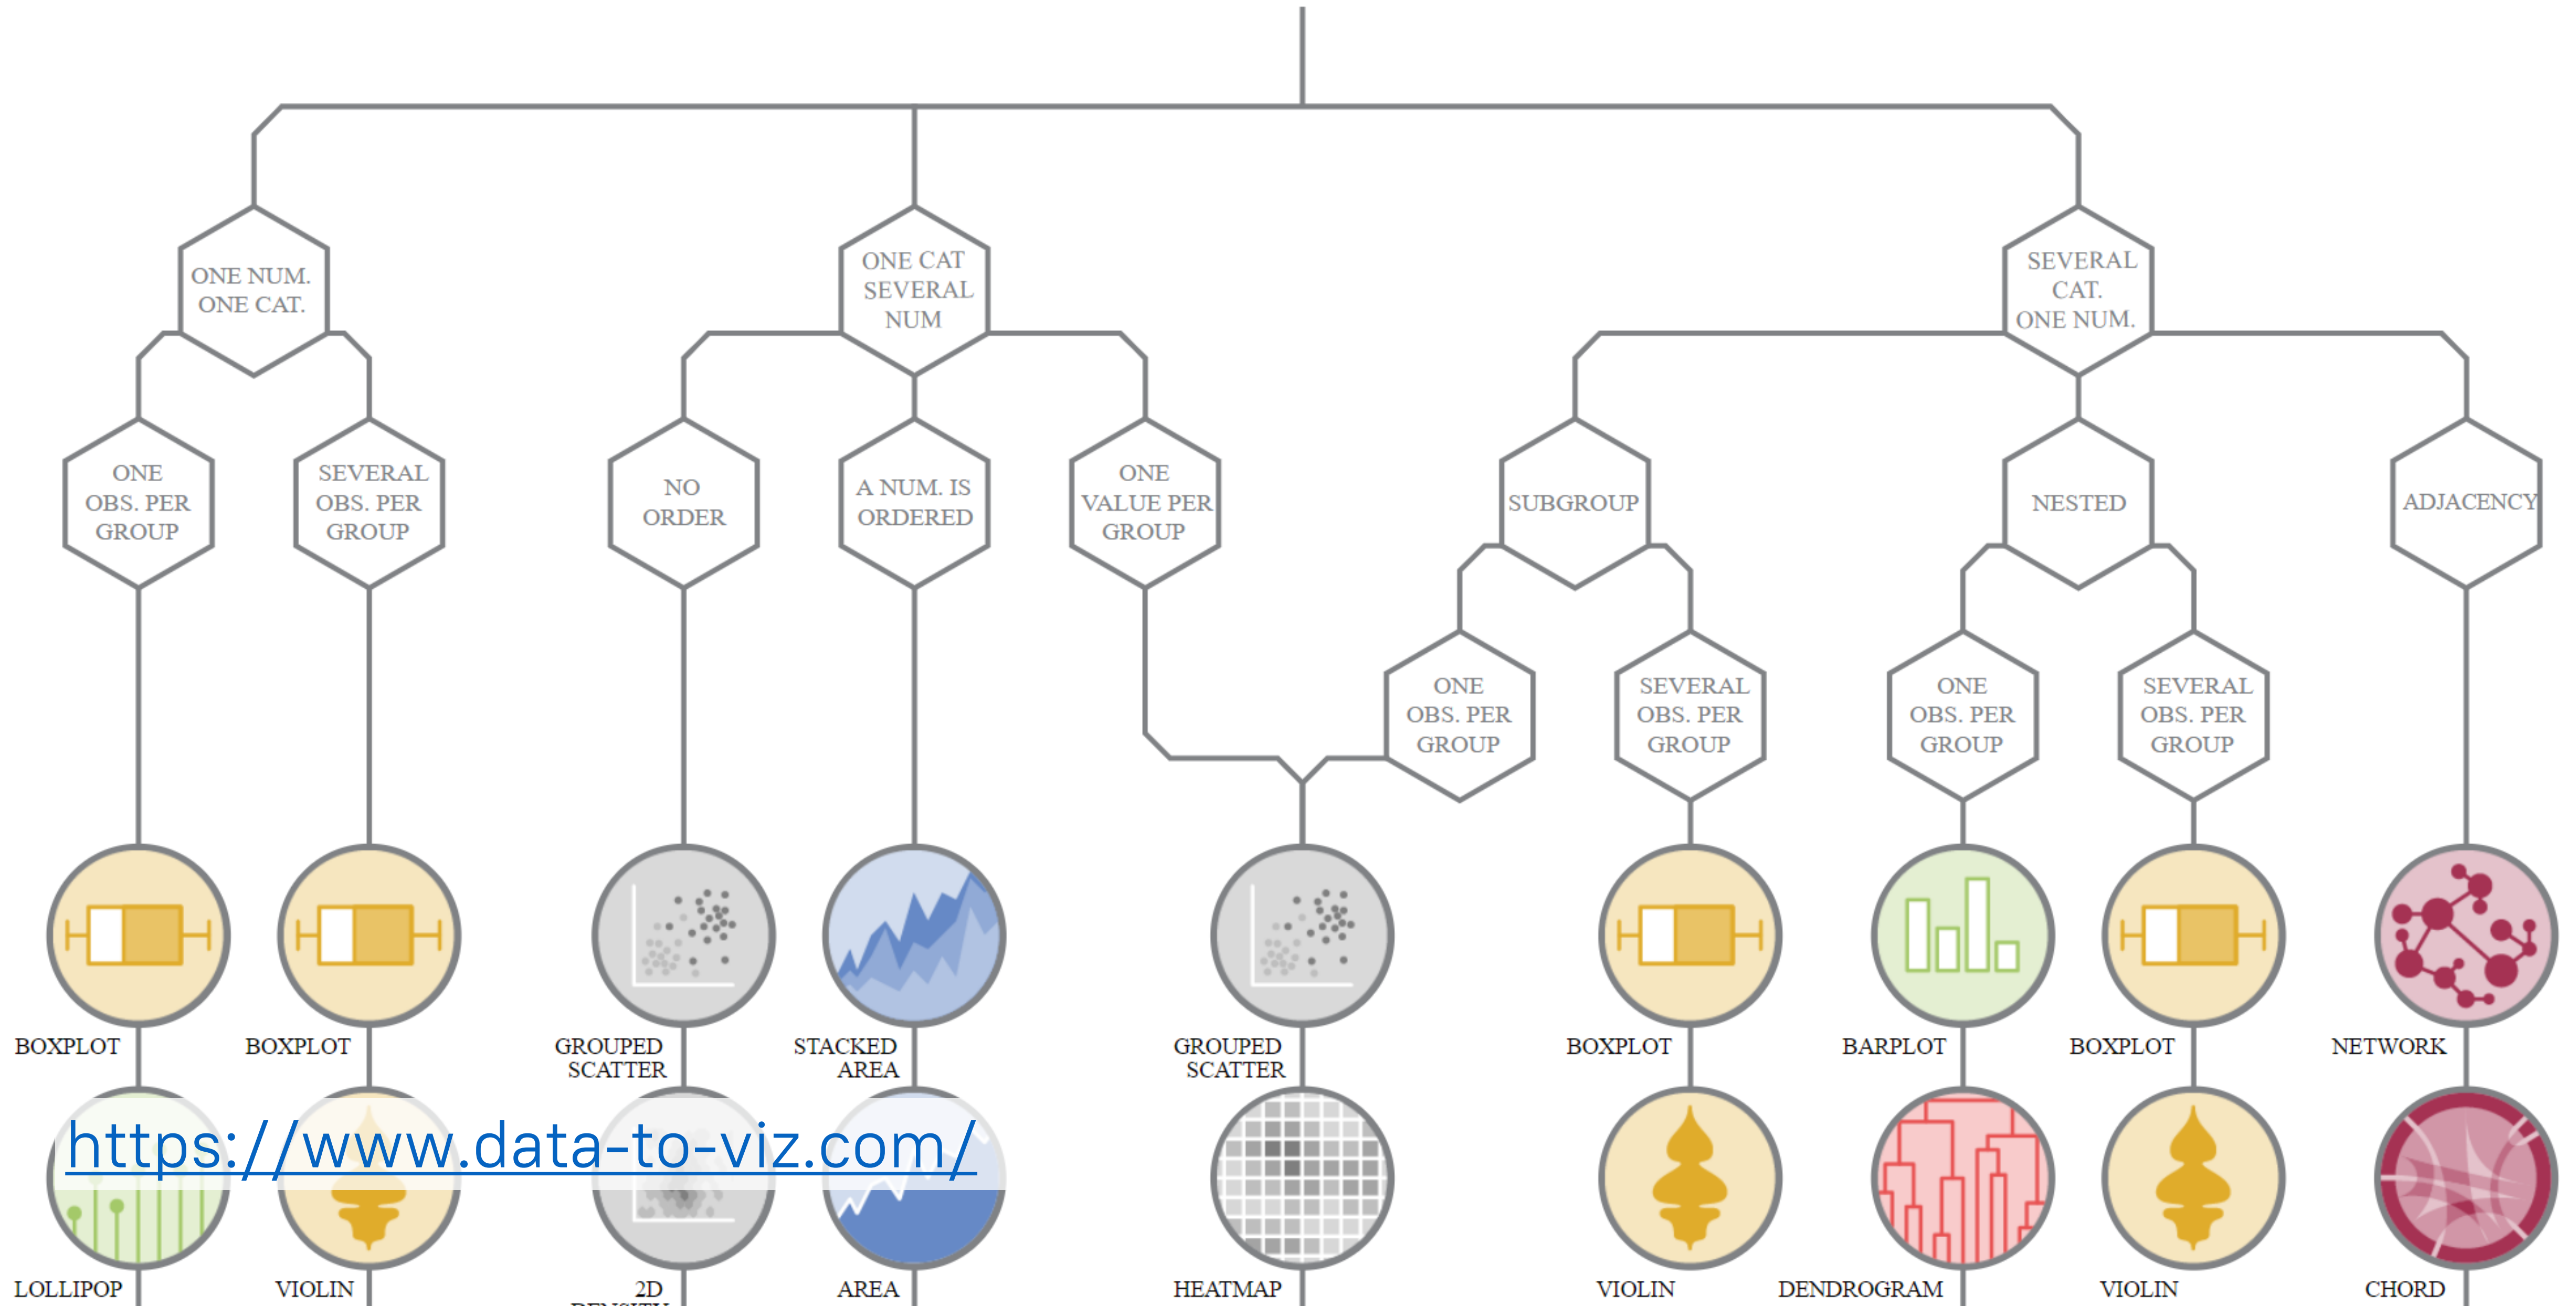 ONE NUM.
ONE CAT.
ONE CAT
SEVERAL
NUM
SEVERAL
CAT.
ONE NUM.
ONE
OBS. PER
GROUP
SEVERAL
OBS. PER
GROUP
NO
ORDER
A NUM. IS
ORDERED
ONE
VALUE PER
GROUP
SUBGROUP
NESTED
ADJACENCY
ONE
OBS. PER
GROUP
SEVERAL
OBS. PER
GROUP
ONE
OBS. PER
GROUP
SEVERAL
OBS. PER
GROUP
BOXPLOT
BOXPLOT
GROUPED
SCATTER
STACKED
AREA
GROUPED
SCATTER
BOXPLOT
BARPLOT
BOXPLOT
NETWORK
https://www.data-to-viz.com/
LOLLIPOP
VIOLIN
2D
DENSITY
AREA
HEATMAP
VIOLIN
DENDROGRAM
VIOLIN
CHORD